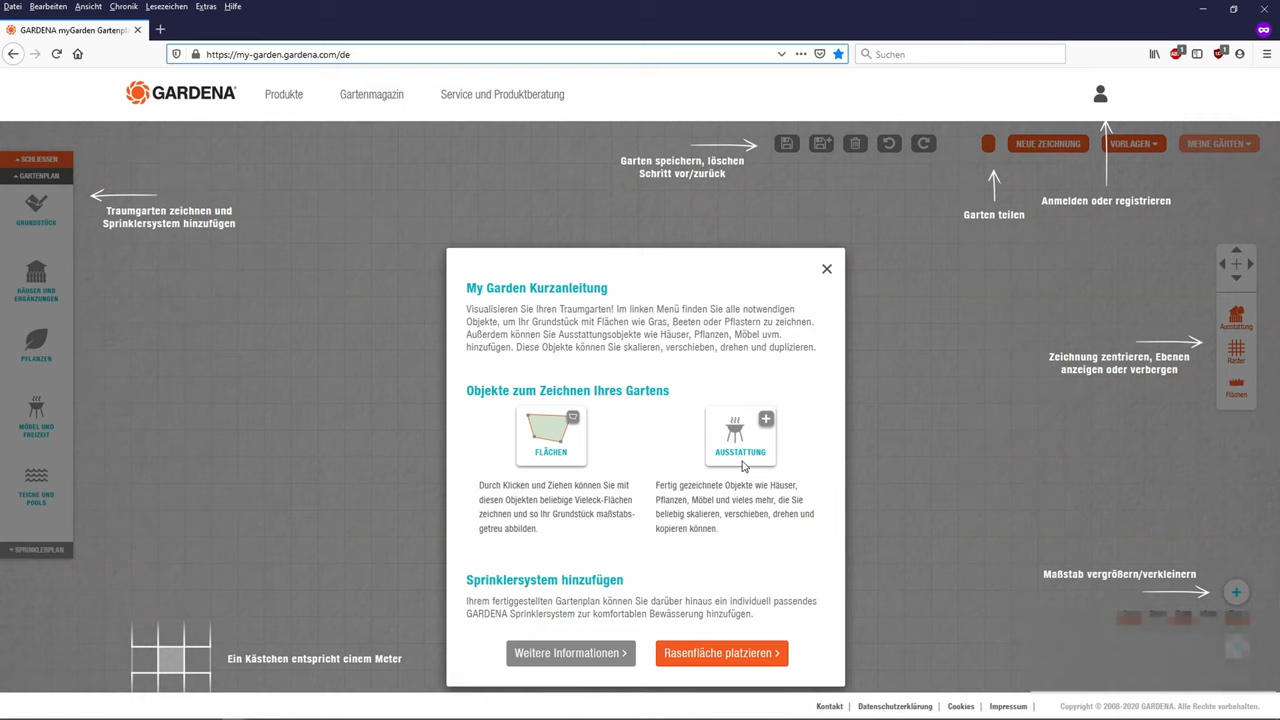 Datei Bearbeiten Ansicht Chronik Lesezeichen Extras Hilfe
GARDENA myGarden Gartenpla
https://my-garden.gardena.com/de
Suchen
GARDENA
Produkte
Gartenmagazin
Service und Produktberatung
Garten speichern, löschen
Schritt vor/zurück
NEUE ZEICHNUNG
VORLAGEN
MEINE GÄRTEN
Anmelden oder registrieren
Garten teilen
SCHLIESSEN
GARTENPLAN
GRUNDSTÜCK
Traumgarten zeichnen und
Sprinklersystem hinzufügen
HÄUSER UND
ERGÄNZUNGEN
PFLANZEN
MÖBEL UND
FREIZEIT
TEICHE UND
POOLS
SPRINKLERPLAN
My Garden Kurzanleitung
Visualisieren Sie Ihren Traumgarten! Im linken Menü finden Sie alle notwendigen
Objekte, um Ihr Grundstück mit Flächen wie Gras, Beeten oder Pflastern zu zeichnen.
Außerdem können Sie Ausstattungsobjekte wie Häuser, Pflanzen, Möbel uvm.
hinzufügen. Diese Objekte können Sie skalieren, verschieben, drehen und duplizieren.
Objekte zum Zeichnen Ihres Gartens
FLÄCHEN
AUSSTATTUNG
Durch Klicken und Ziehen können Sie mit
diesen Objekten beliebige Vieleck-Flächen
zeichnen und so Ihr Grundstück maßstabs-
getreu abbilden.
Fertig gezeichnete Objekte wie Häuser,
Pflanzen, Möbel und vieles mehr, die Sie
beliebig skalieren, verschieben, drehen und
kopieren können.
Sprinklersystem hinzufügen
Ihrem fertiggestellten Gartenplan können Sie darüber hinaus ein individuell passendes
GARDENA Sprinklersystem zur komfortablen Bewässerung hinzufügen.
Weitere Informationen >
Rasenfläche platzieren >
Ausstattung
Raster
Flächen
Zeichnung zentrieren, Ebenen
anzeigen oder verbergen
Maßstab vergrößern/verkleinern
Ein Kästchen entspricht einem Meter
Kontakt | Datenschutzerklärung | Cookies | Impressum |
Copyright © 2008-2020 GARDENA. Alle Rechte vorbehalten.